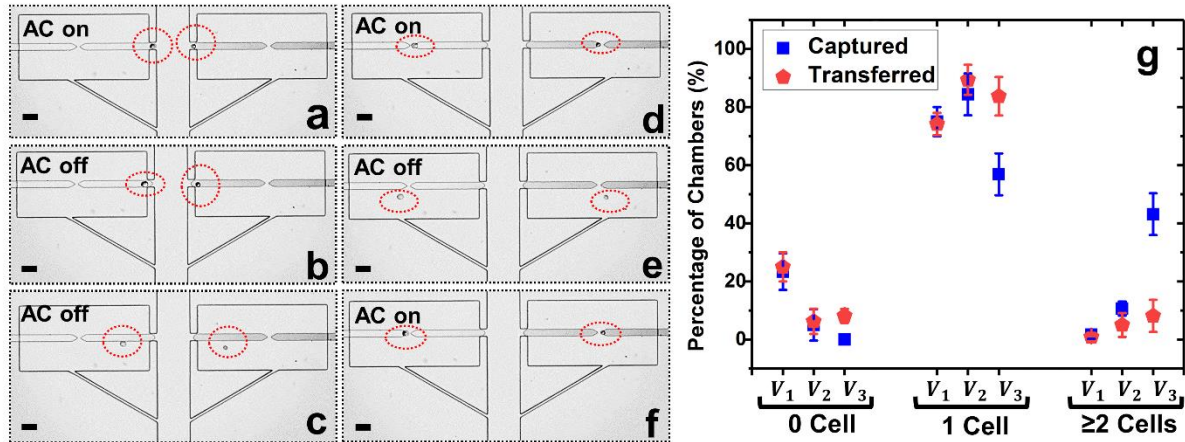 AC on
a
AC off
b
AC off
c
AC on
d
AC off
e
AC on
f
g
Captured
Transferred
Percentage of Chambers (%)
100
80
60
40
20
0
V₁ V₂ V₃ V₁ V₂ V₃ V₁ V₂ V₃
0 Cell 1 Cell ≥2 Cells